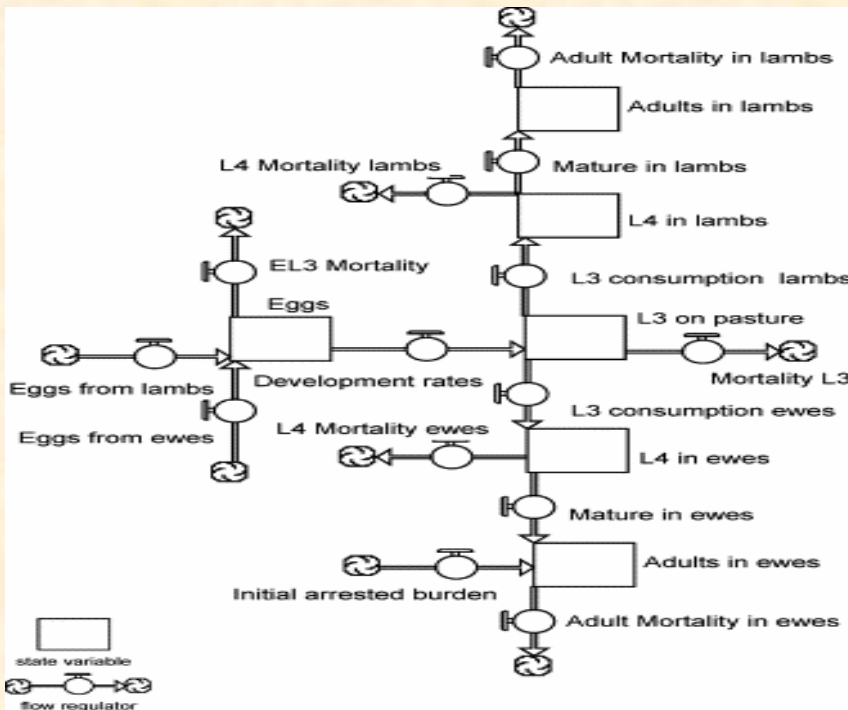 Adult Mortality in lambs
Adults in lambs
L4 Mortality lambs
Mature in lambs
L4 in lambs
EL3 Mortality
L3 consumption lambs
Eggs
L3 on pasture
Eggs from lambs
Development rates
Mortality L3
Eggs from ewes
L3 consumption ewes
L4 Mortality ewes
L4 in ewes
Mature in ewes
Adults in ewes
Initial arrested burden
Adult Mortality in ewes
state variable
flow regulator